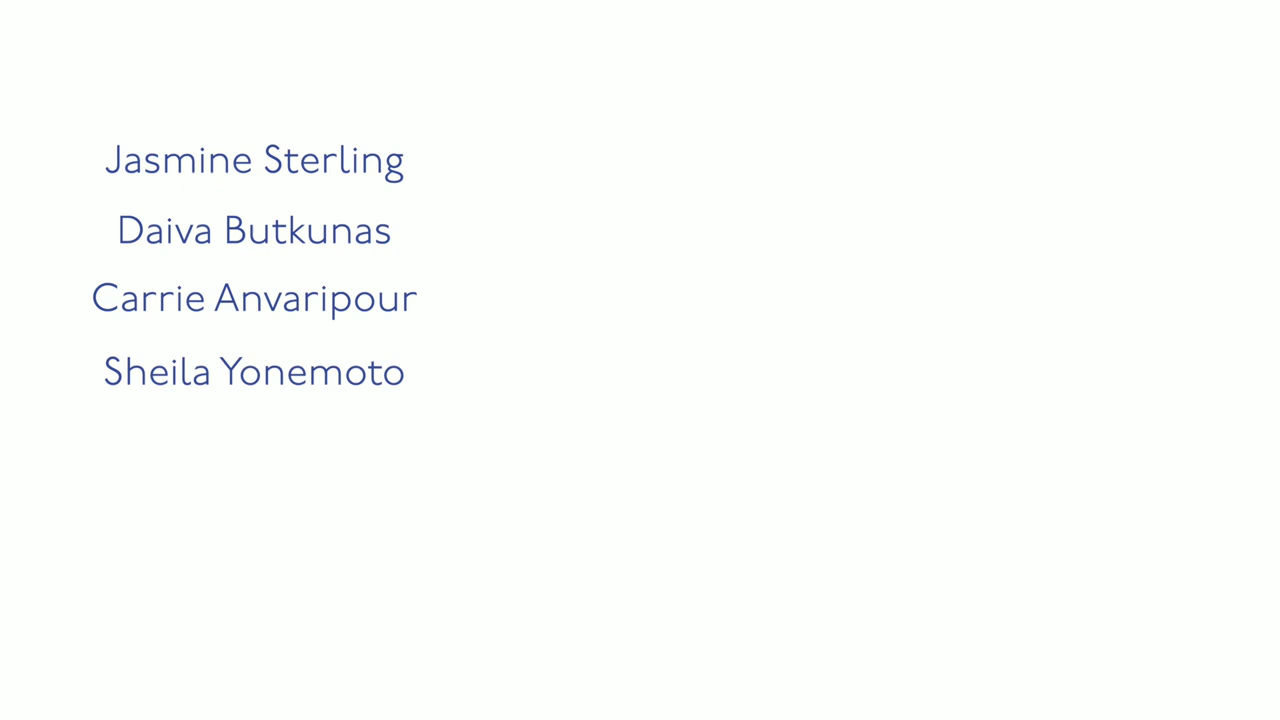 Jasmine Sterling
Daiva Butkunas
Carrie Anvaripour
Sheila Yonemoto